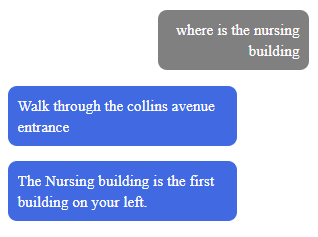 where is the nursing
building
Walk through the collins avenue
entrance
The Nursing building is the first
building on your left.